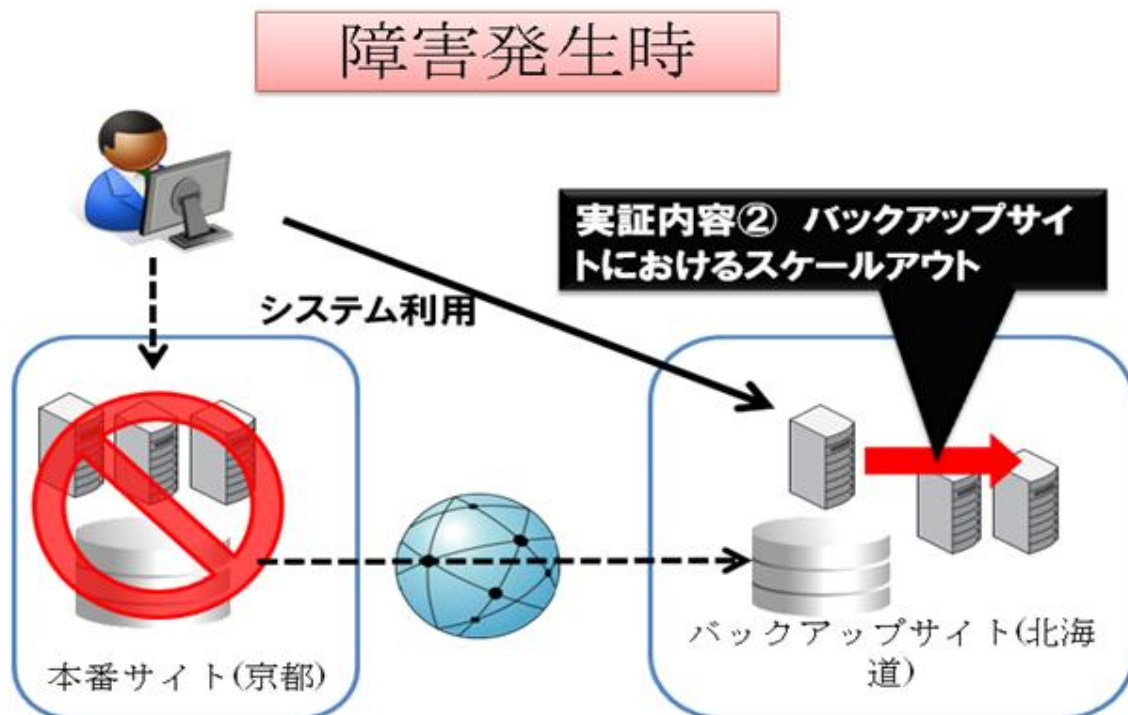 障害発生時
実証内容② バックアップサイ
トにおけるスケールアウト
システム利用
本番サイト(京都)
バックアップサイト(北海
道)